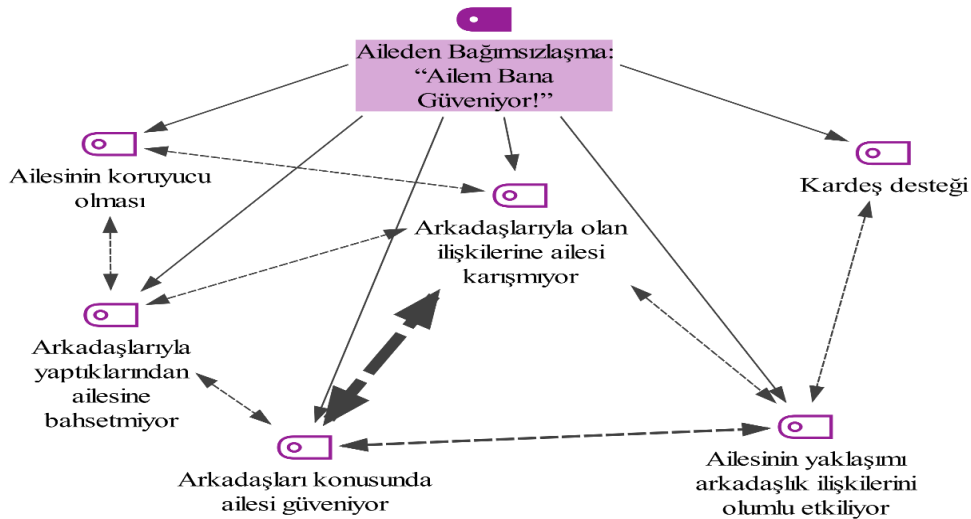 Aileden Bağımsızlaşma:
“Ailem Bana
Güveniyor!”
Ailesinin koruyucu
olması
Kardeş desteği
Arkadaşlarıyla olan
ilişkilerine ailesi
karışmıyor
Arkadaşlarıyla
yaptıklarından
ailesine
bahsetmiyor
Arkadaşları konusunda
ailesi güveniyor
Ailesinin yaklaşımı
arkadaşlık ilişkilerini
olumlu etkiliyor